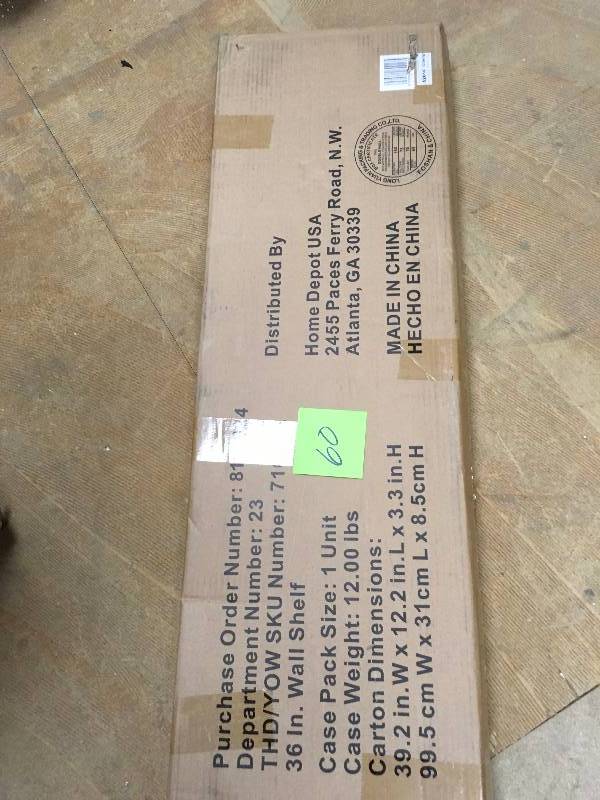 Purchase Order Number: 81 4
Department Number: 23
THD/YOW SKU Number: 71
36 In. Wall Shelf
Case Pack Size: 1 Unit
Case Weight: 12.00 lbs
Carton Dimensions:
39.2 in.W x 12.2 in.L x 3.3 in.H
99.5 cm W x 31cm L x 8.5cm H
60
Distributed By
Home Depot USA
2455 Paces Ferry Road, N.W.
Atlanta, GA 30339
MADE IN CHINA
HECHO EN CHINA